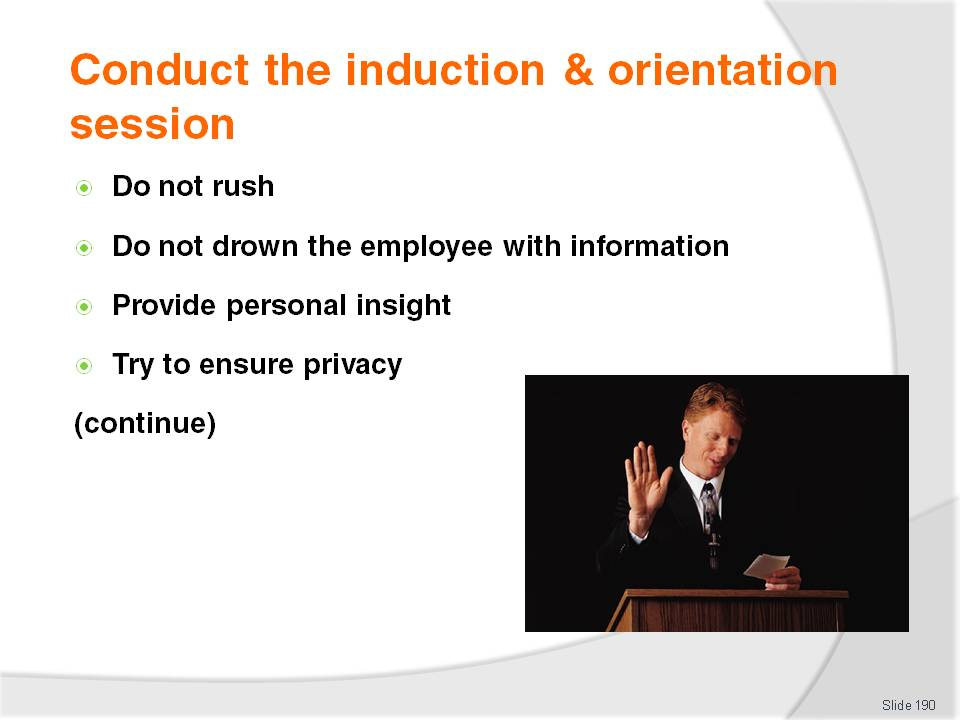 Conduct the induction & orientation
session
Do not rush
Do not drown the employee with information
Provide personal insight
Try to ensure privacy
(continue)
Slide 190